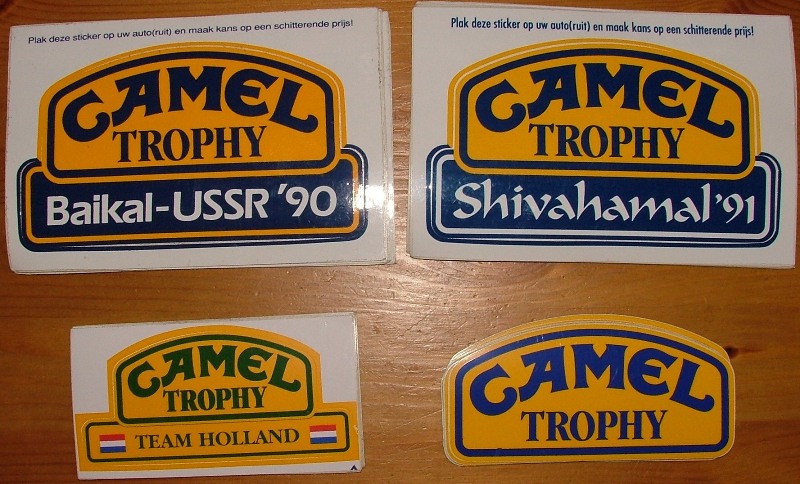 Plak deze sticker op uw auto(ruit) en maak kans op een schitterende prijs!
CAMEL
TROPHY
Baikal-USSR '90
Plak deze sticker op uw auto(ruit) en maak kans op een schitterende prijs!
CAMEL
TROPHY
Shivahamal '91
CAMEL
TROPHY
TEAM HOLLAND
CAMEL
TROPHY